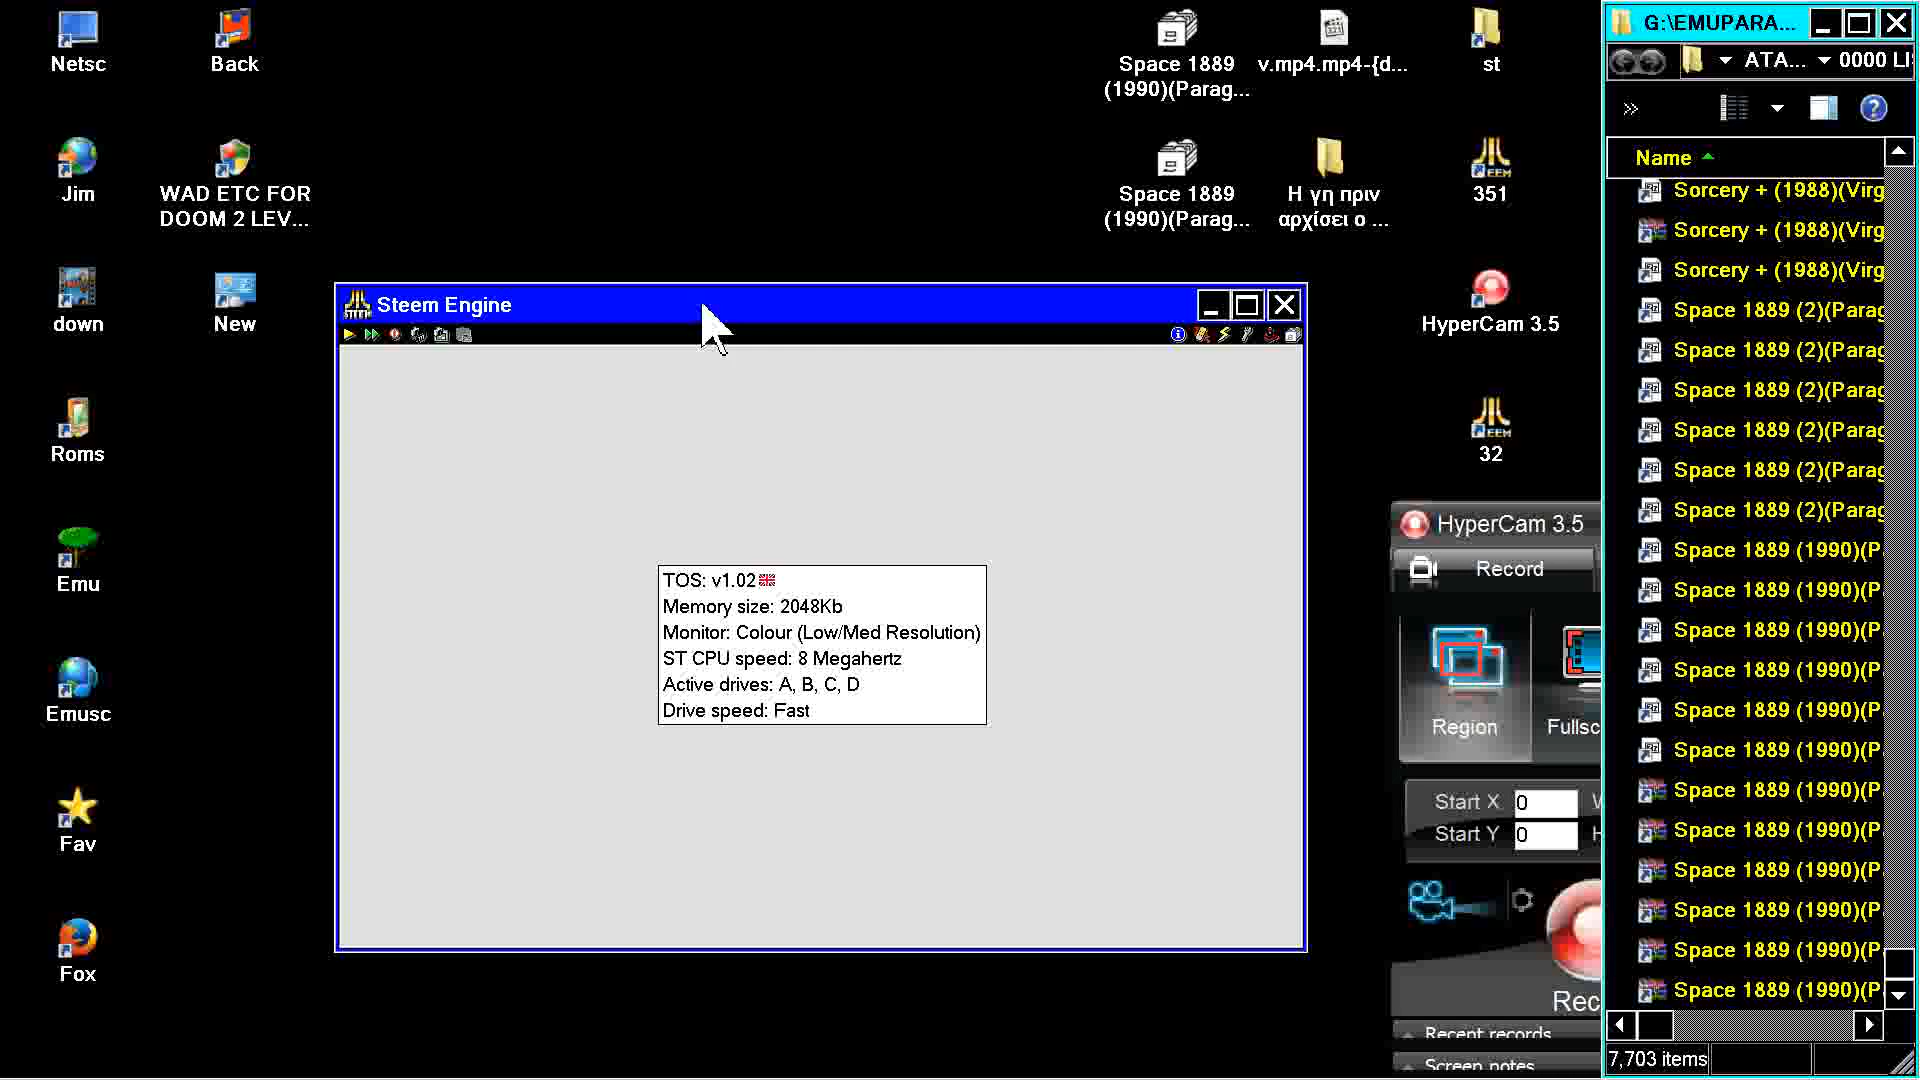 Netsc
Back
Jim
WAD ETC FOR
DOOM 2 LEV...
down
New
Roms
Emu
Emusc
Fav
Fox
Space 1889
(1990)(Parag...
v.mp4.mp4-{d...
st
Space 1889
(1990)(Parag...
Η γη πριν
αρχίσει ο ...
351
HyperCam 3.5
32
Steem Engine
TOS: v1.02
Memory size: 2048Kb
Monitor: Colour (Low/Med Resolution)
ST CPU speed: 8 Megahertz
Active drives: A, B, C, D
Drive speed: Fast
HyperCam 3.5
Record
Region
Fullsc
Start X 0
Start Y 0
Rec
Recent records
Screen notes
G:\EMUPARA...
ATA... 0000 LI
Name
Sorcery + (1988)(Virg
Sorcery + (1988)(Virg
Sorcery + (1988)(Virg
Space 1889 (2)(Parag
Space 1889 (2)(Parag
Space 1889 (2)(Parag
Space 1889 (2)(Parag
Space 1889 (2)(Parag
Space 1889 (2)(Parag
Space 1889 (1990)(P
Space 1889 (1990)(P
Space 1889 (1990)(P
Space 1889 (1990)(P
Space 1889 (1990)(P
Space 1889 (1990)(P
Space 1889 (1990)(P
Space 1889 (1990)(P
Space 1889 (1990)(P
Space 1889 (1990)(P
Space 1889 (1990)(P
Space 1889 (1990)(P
7,703 items